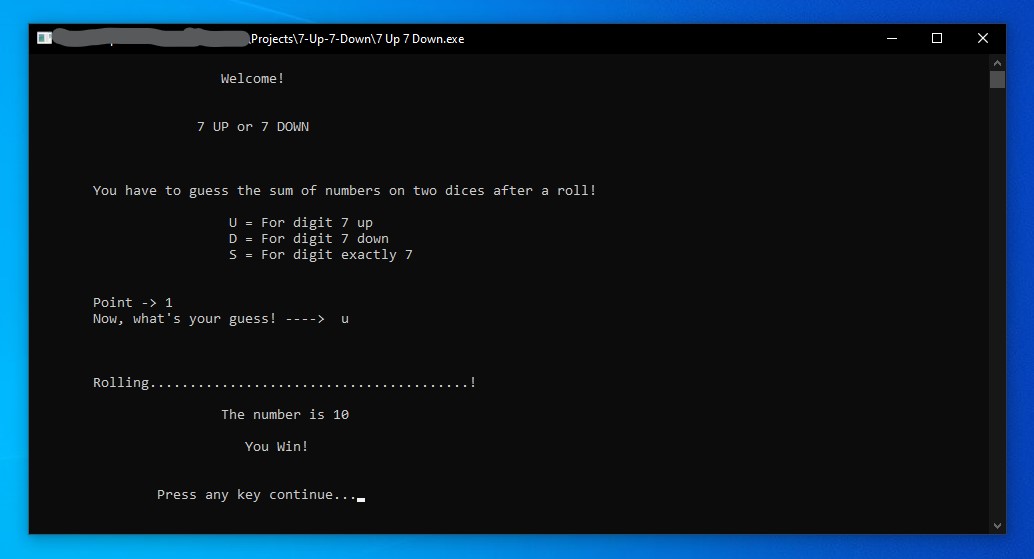 \Projects\7-Up-7-Down\7 Up 7 Down.exe
Welcome!
7 UP or 7 DOWN
You have to guess the sum of numbers on two dices after a roll!
U = For digit 7 up
D = For digit 7 down
S = For digit exactly 7
Point -> 1
Now, what's your guess! ----> u
Rolling........................................!
The number is 10
You Win!
Press any key continue...